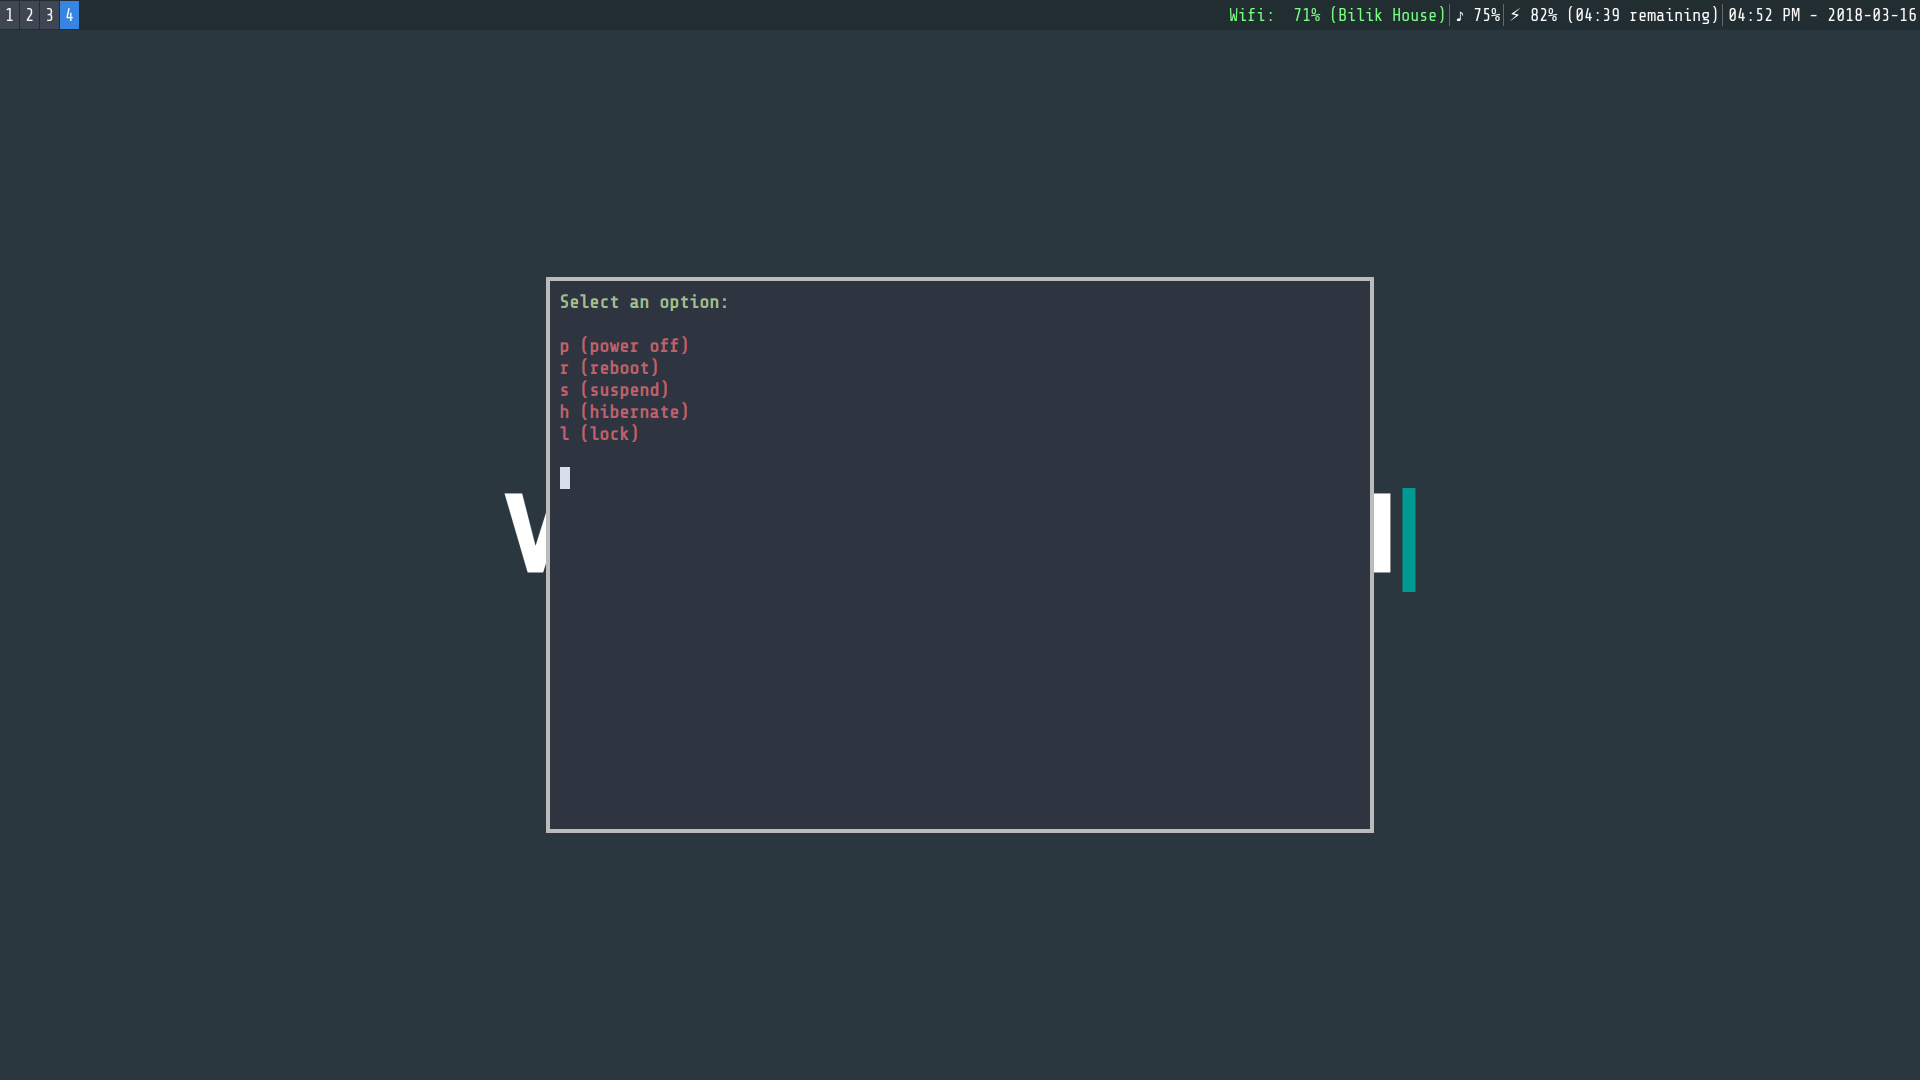 1 2 3 4
Wifi: 71% (Bilik House) ♪ 75% ⚡ 82% (04:39 remaining) 04:52 PM - 2018-03-16
Select an option:
p (power off)
r (reboot)
s (suspend)
h (hibernate)
l (lock)